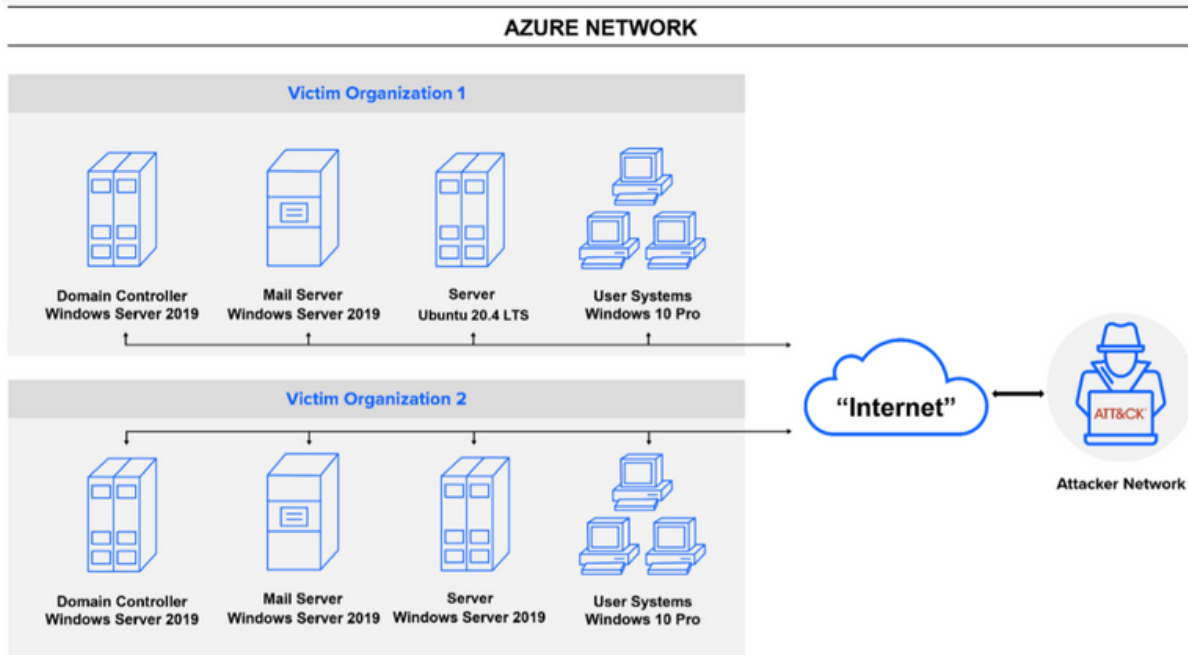 AZURE NETWORK
Victim Organization 1
Domain Controller
Windows Server 2019
Mail Server
Windows Server 2019
Server
Ubuntu 20.4 LTS
User Systems
Windows 10 Pro
Victim Organization 2
Domain Controller
Windows Server 2019
Mail Server
Windows Server 2019
Server
Windows Server 2019
User Systems
Windows 10 Pro
“Internet”
ATT&CK®
Attacker Network